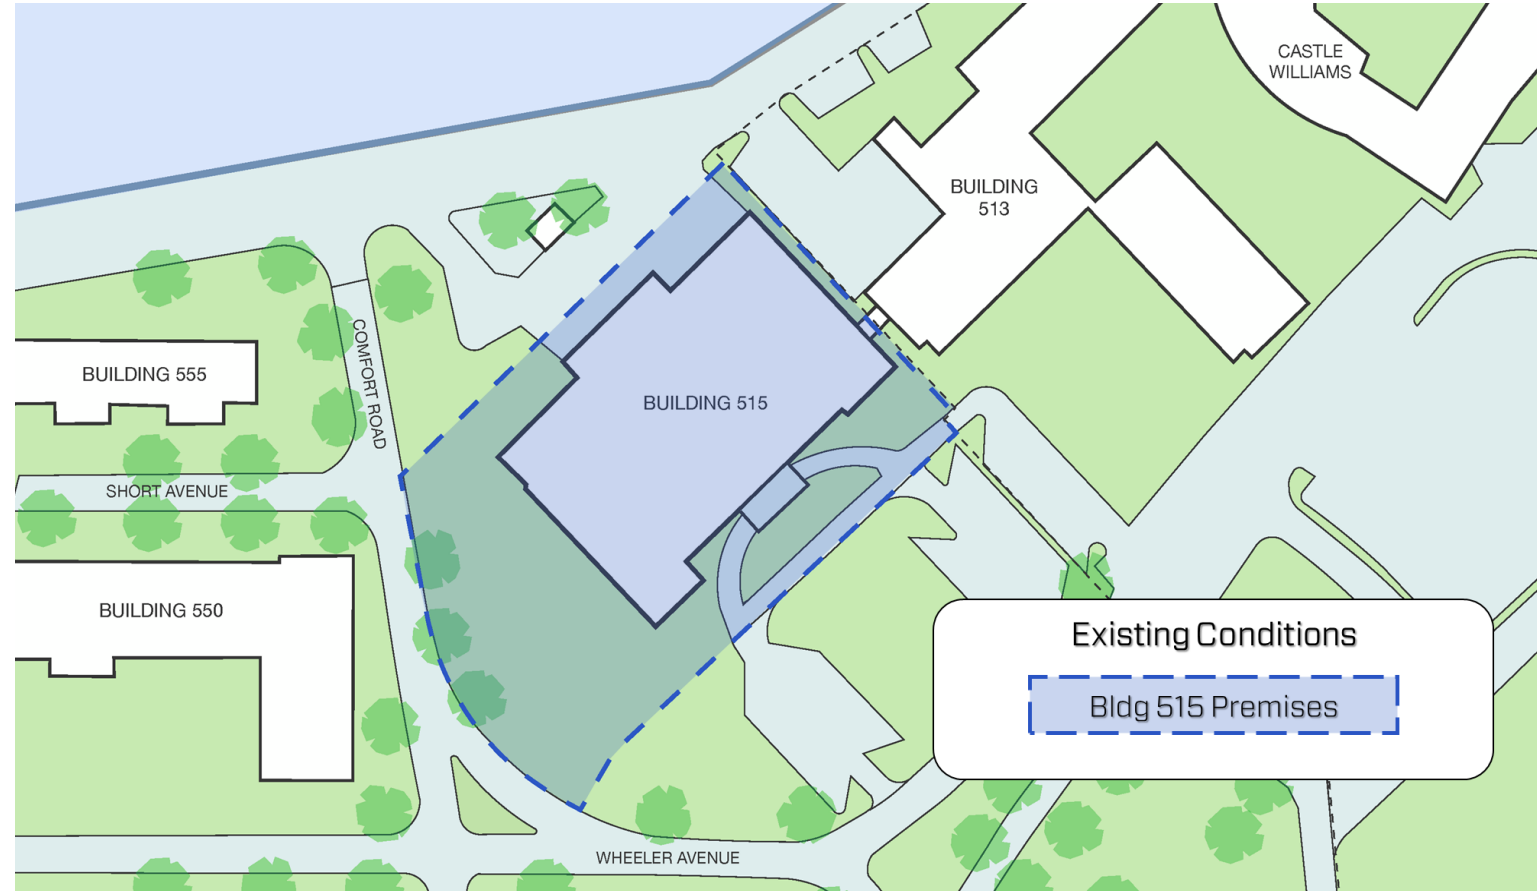 CASTLE
WILLIAMS
BUILDING
513
COMFORT ROAD
BUILDING 555
BUILDING 515
SHORT AVENUE
BUILDING 550
Existing Conditions
Bldg 515 Premises
WHEELER AVENUE